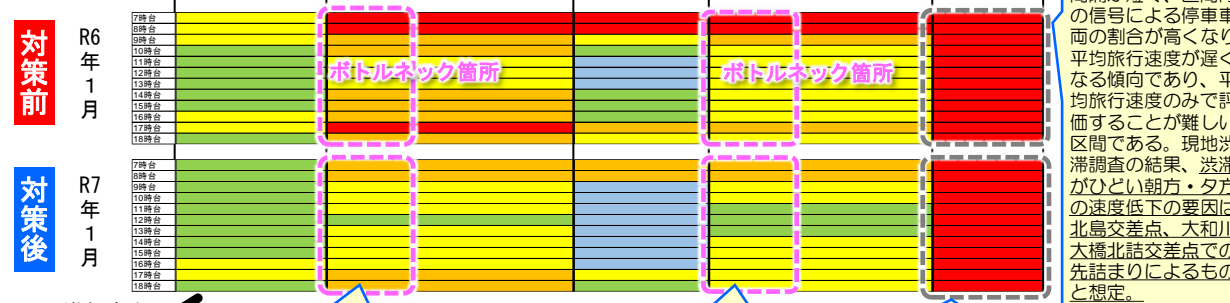 対策前
R6年1月
7時台
8時台
9時台
10時台
11時台
12時台
13時台
14時台
15時台
16時台
17時台
18時台
ボトルネック箇所
ボトルネック箇所
対策後
R7年1月
7時台
8時台
9時台
10時台
11時台
12時台
13時台
14時台
15時台
16時台
17時台
18時台
の信号による停車車
両の割合が高くなり
平均旅行速度が遅く
なる傾向であり、平
均旅行速度のみで評
価することが難しい
区間である。現地渋
滞調査の結果、渋滞
がひどい朝方・夕方
の速度低下の要因は
北島交差点、大和川
大橋北詰交差点での
先詰まりによるもの
と想定。